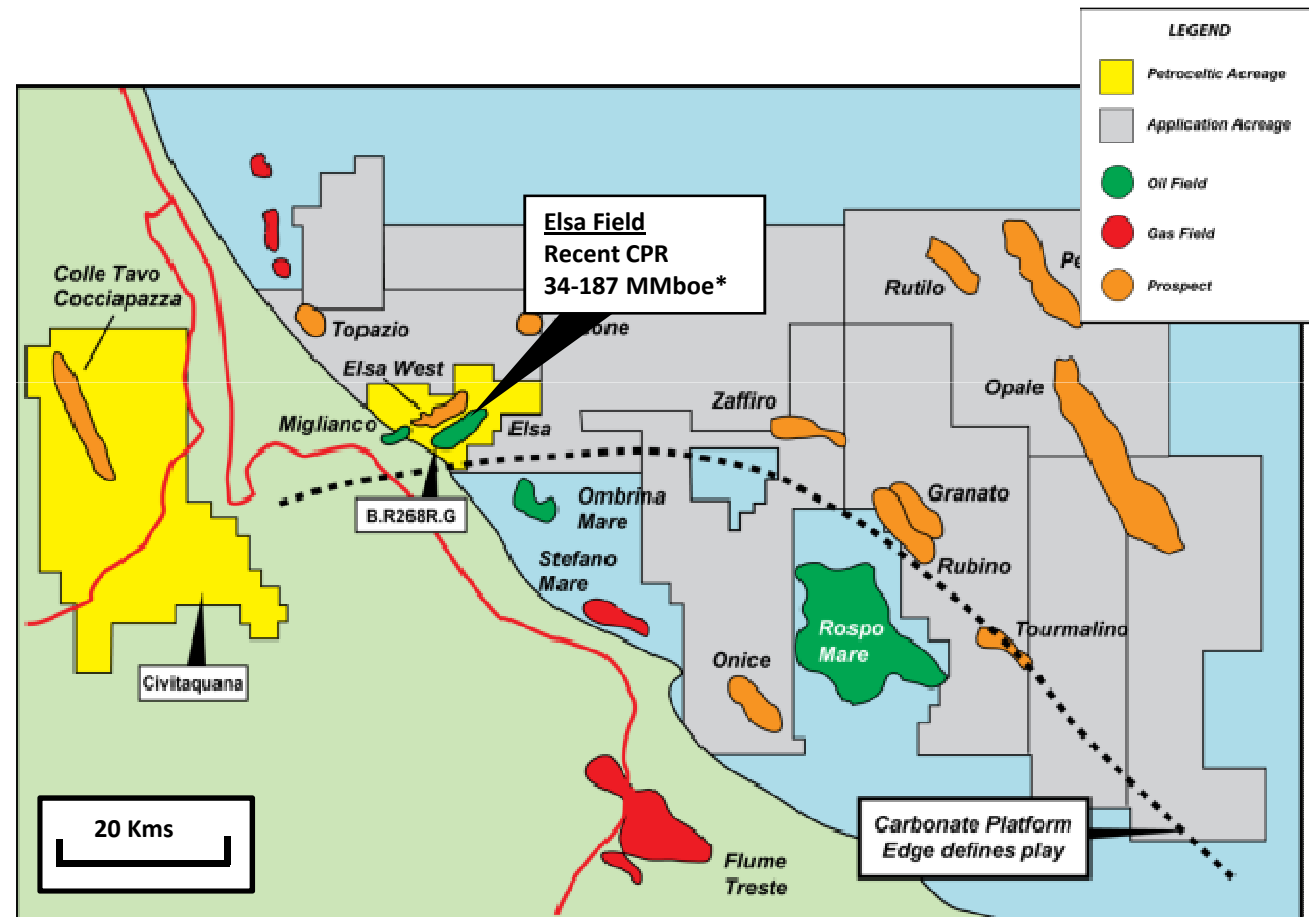 LEGEND
Petroceltic Acreage
Application Acreage
Oil Field
Gas Field
Prospect
Elsa Field
Recent CPR
34-187 MMboe*
Colle Tavo
Cocciapazza
Topazio
Rutilo
Elsa West
Opale
Zaffiro
Miglianco
Elsa
B.R268R.G
Ombrina
Mare
Granato
Stefano
Mare
Rubino
Rospo
Mare
Tourmalino
Onice
Civitaquana
20 Kms
Carbonate Platform
Edge defines play
Flume
Treste